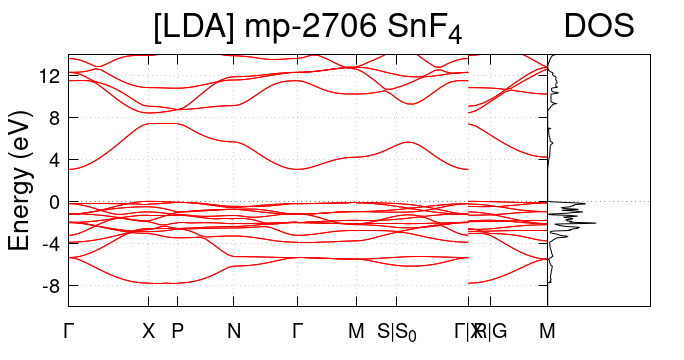 [LDA] mp-2706 SnF4 DOS
12
8
4
0
-4
-8
Energy (eV)
Γ X P N Γ M S|S0 Γ|X R|G M